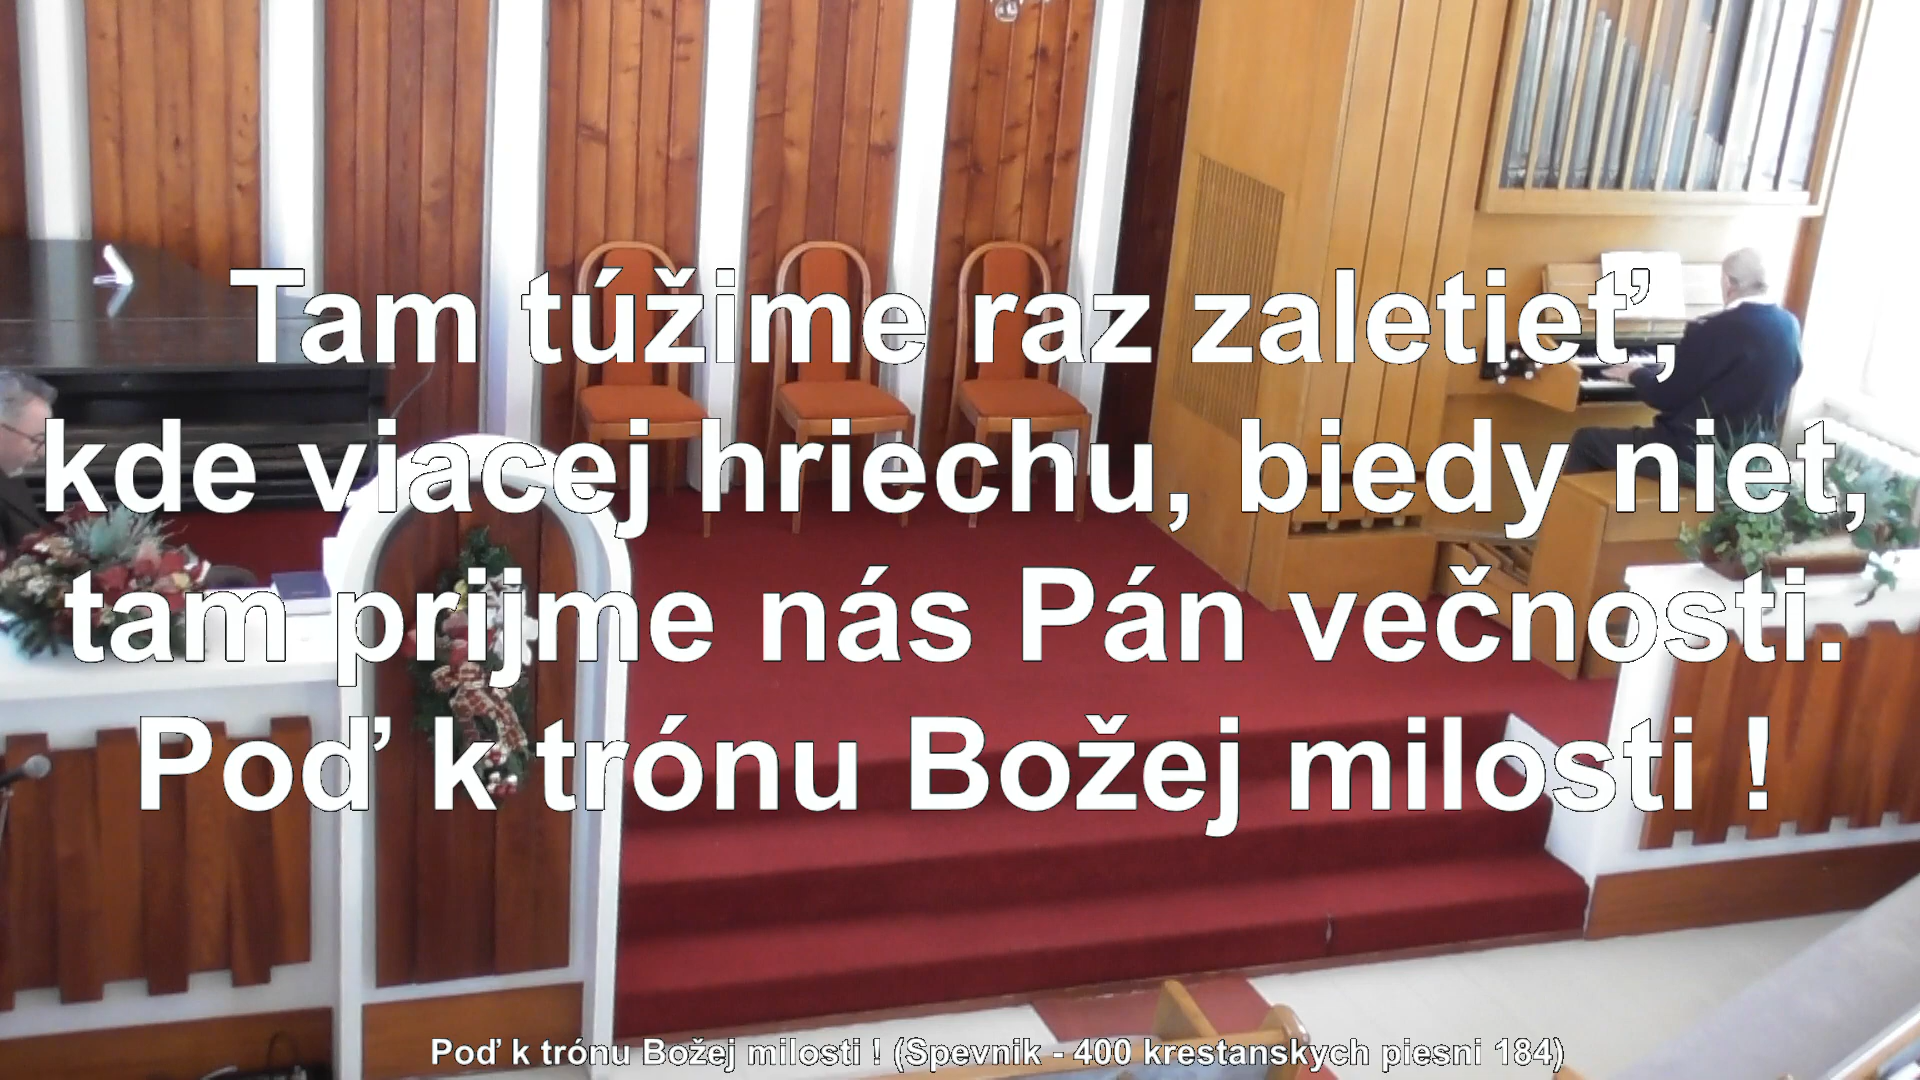 Tam túžime raz zaletieť,
kde viacej hriechu, biedy niet,
tam prijme nás Pán večnosti.
Poď k trónu Božej milosti !
Poď k trónu Božej milosti ! (Spevnik - 400 krestanskych piesni 184)